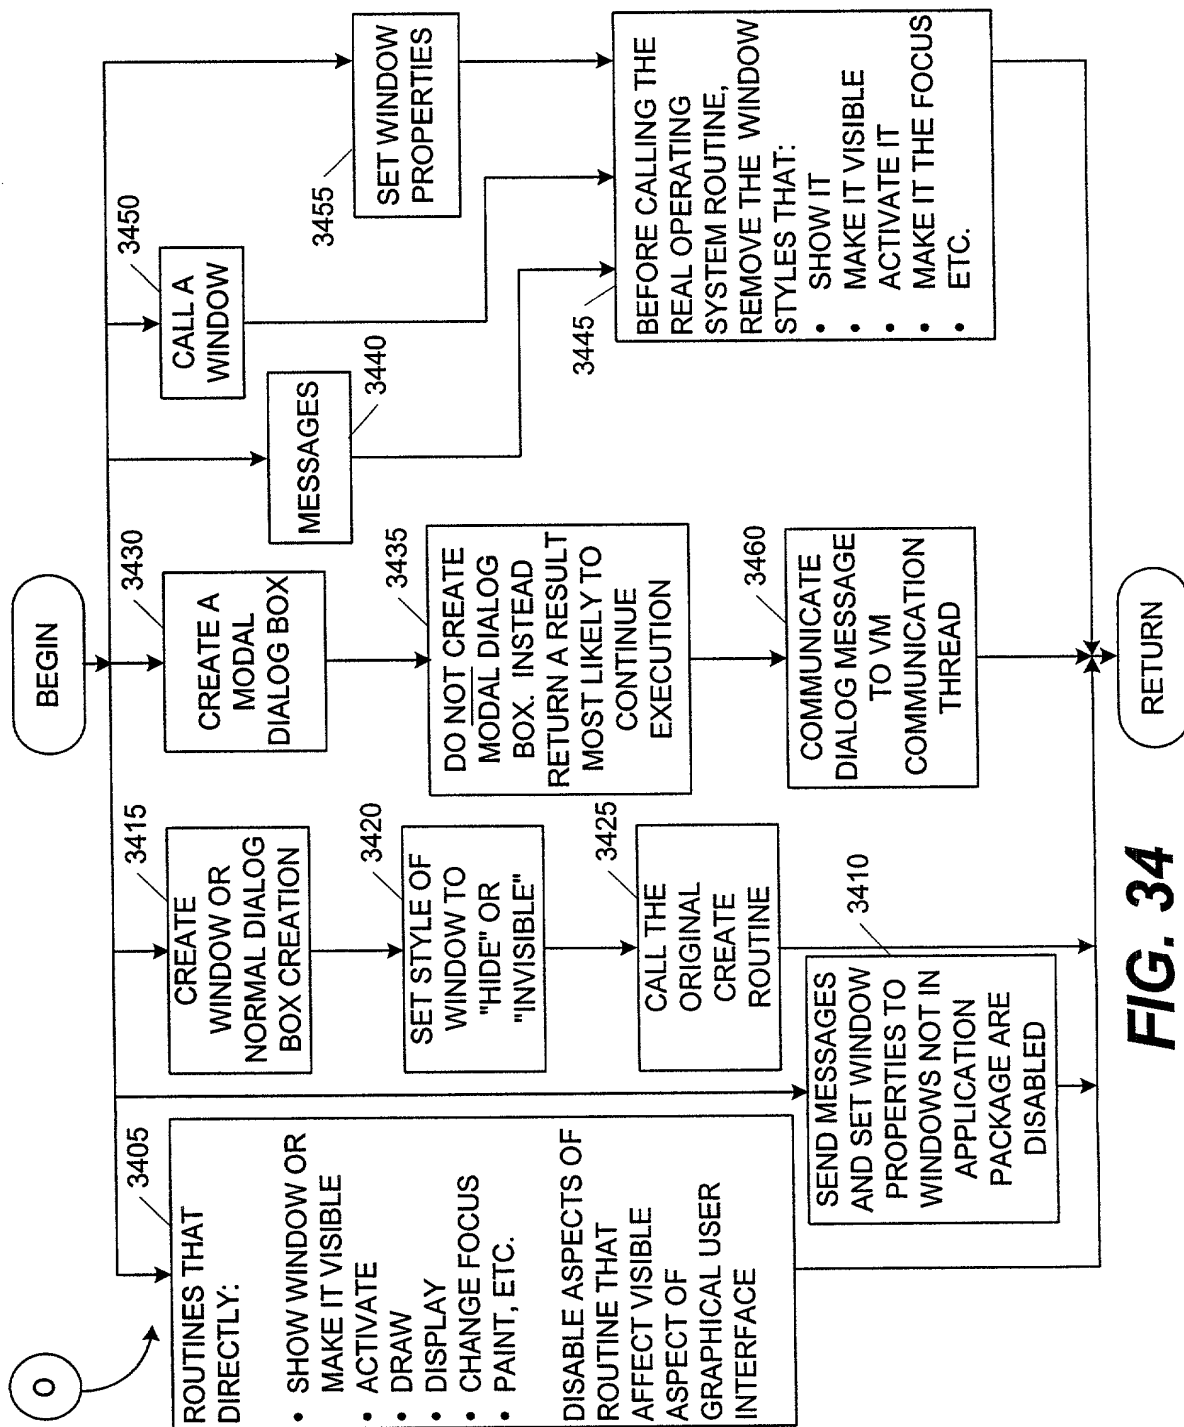 O
BEGIN
3405
ROUTINES THAT
DIRECTLY:
• SHOW WINDOW OR
MAKE IT VISIBLE
• ACTIVATE
• DRAW
• DISPLAY
• CHANGE FOCUS
• PAINT, ETC.
DISABLE ASPECTS OF
ROUTINE THAT
AFFECT VISIBLE
ASPECT OF
GRAPHICAL USER
INTERFACE
3410
SEND MESSAGES
AND SET WINDOW
PROPERTIES TO
WINDOWS NOT IN
APPLICATION
PACKAGE ARE
DISABLED
3415
CREATE
WINDOW OR
NORMAL DIALOG
BOX CREATION
3420
SET STYLE OF
WINDOW TO
"HIDE" OR
"INVISIBLE"
3425
CALL THE
ORIGINAL
CREATE
ROUTINE
3430
CREATE A
MODAL
DIALOG BOX
3435
DO NOT CREATE
MODAL DIALOG
BOX. INSTEAD
RETURN A RESULT
MOST LIKELY TO
CONTINUE
EXECUTION
3460
COMMUNICATE
DIALOG MESSAGE
TO VM
COMMUNICATION
THREAD
MESSAGES
3440
3450
CALL A
WINDOW
3455
SET WINDOW
PROPERTIES
3445
BEFORE CALLING THE
REAL OPERATING
SYSTEM ROUTINE,
REMOVE THE WINDOW
STYLES THAT:
• SHOW IT
• MAKE IT VISIBLE
• ACTIVATE IT
• MAKE IT THE FOCUS
• ETC.
RETURN
FIG. 34